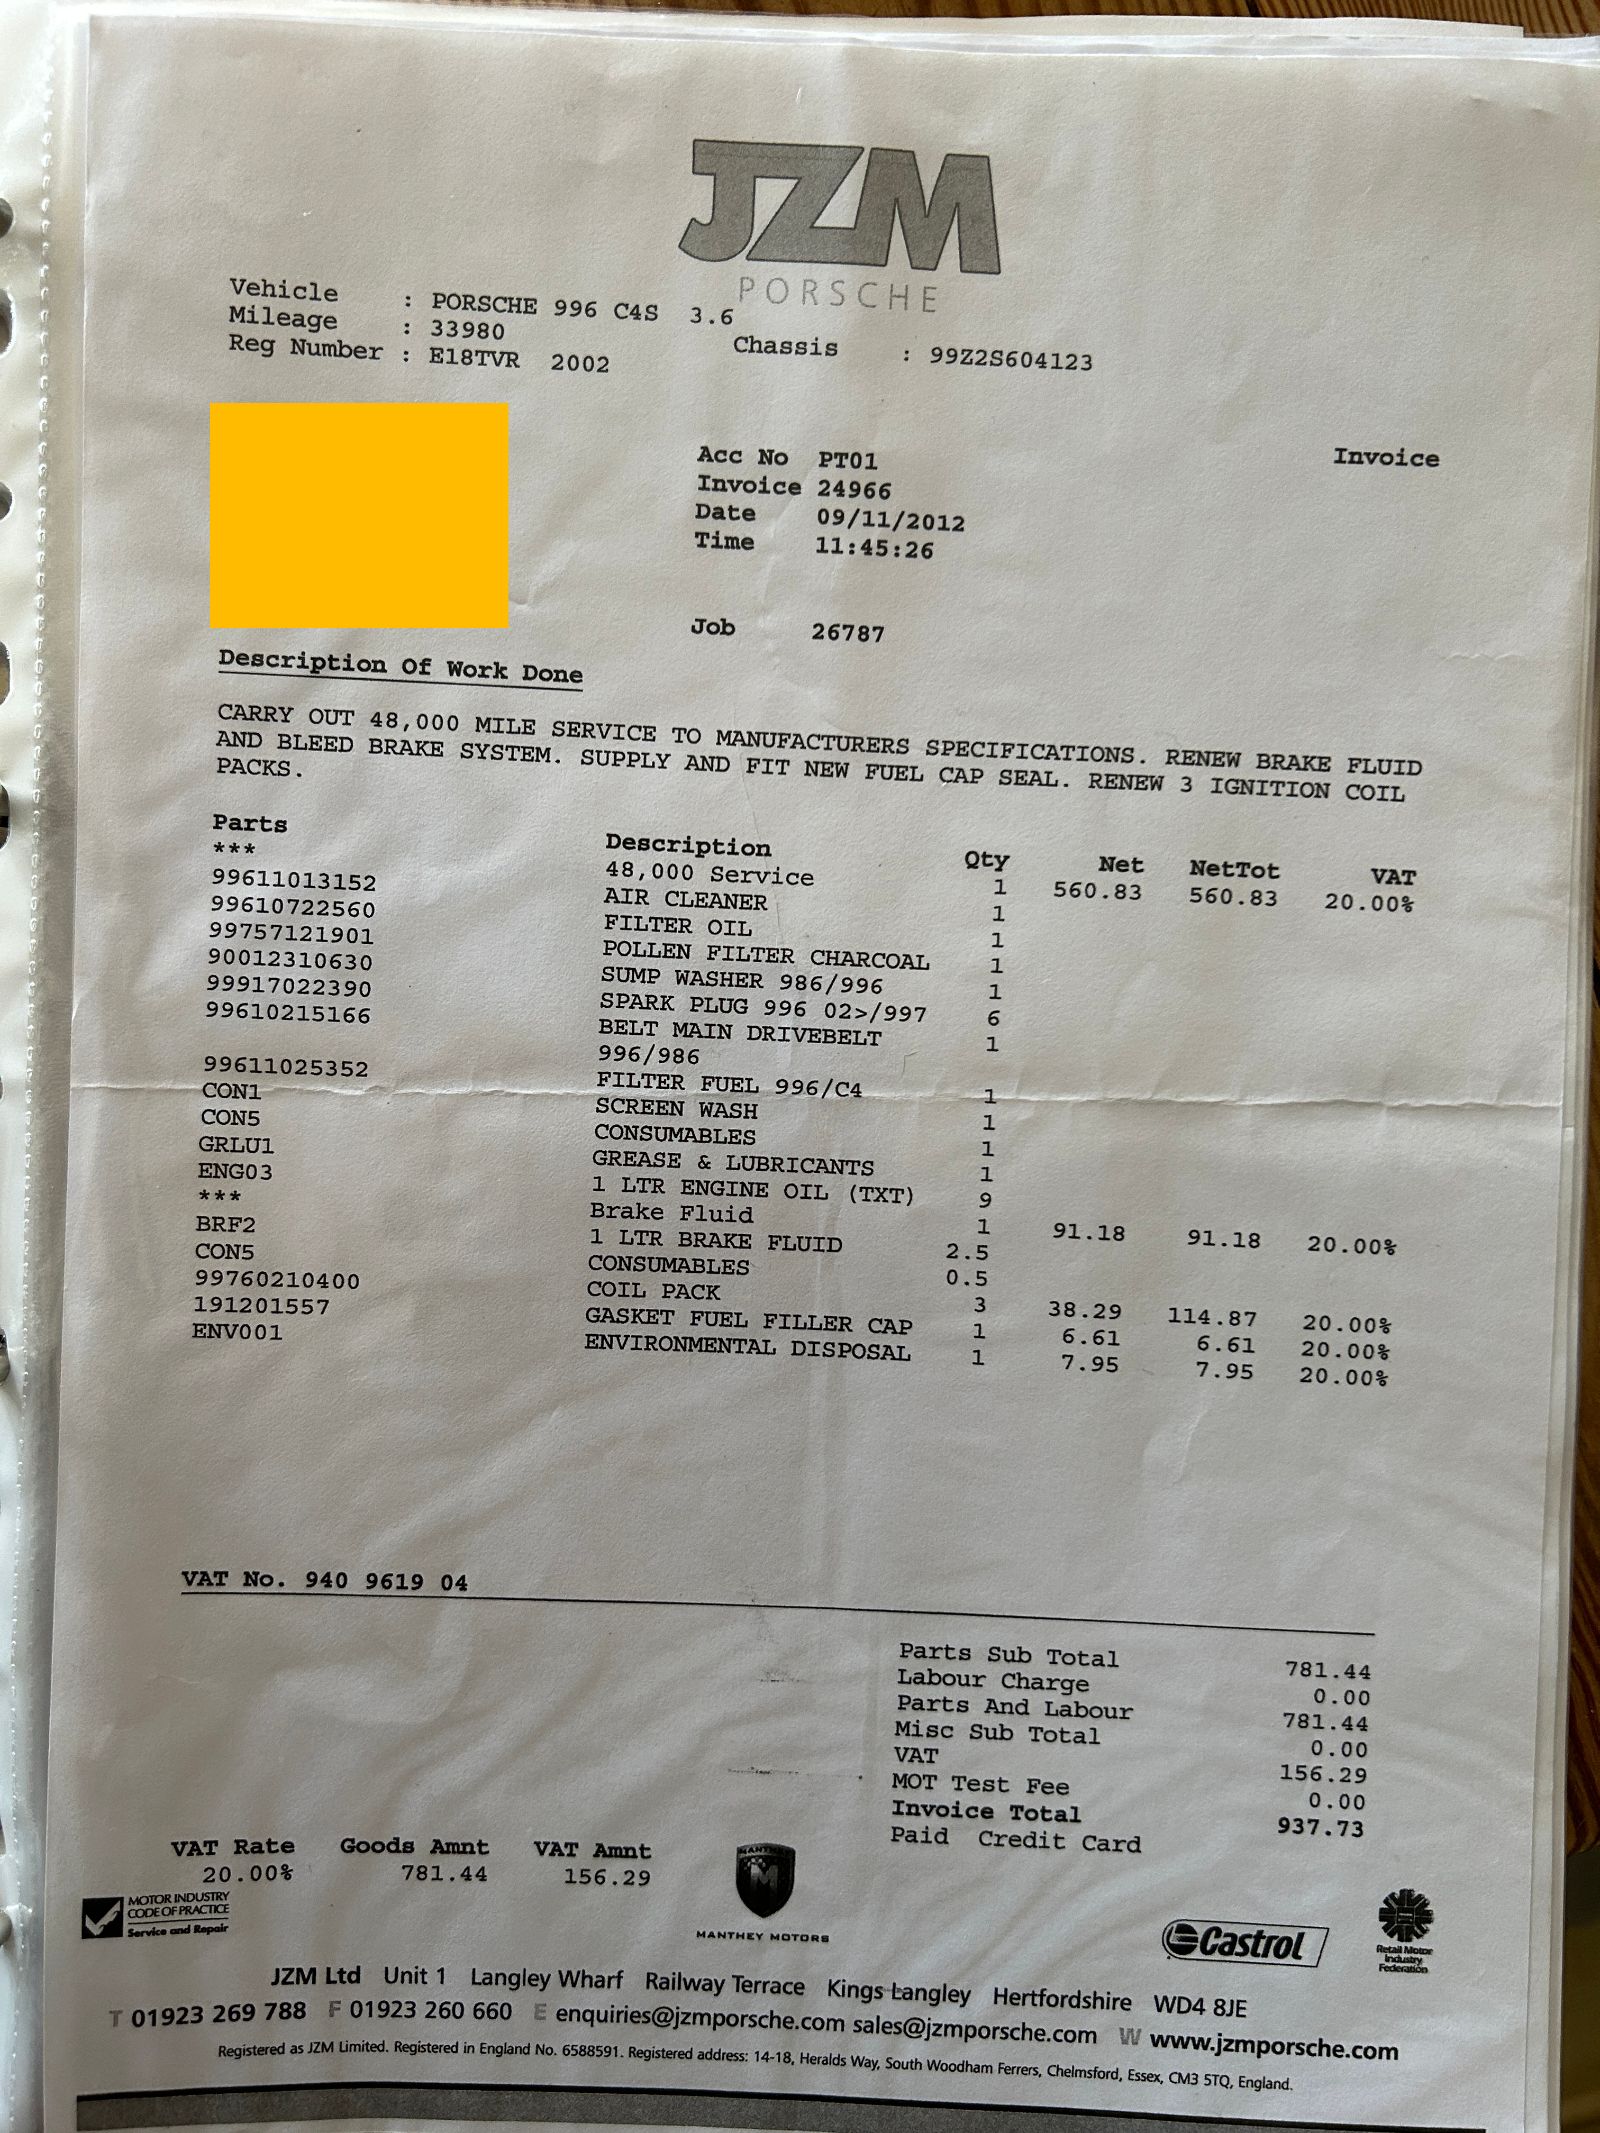 JZM
PORSCHE
Vehicle : PORSCHE 996 C4S 3.6
Mileage : 33980
Reg Number : E18TVR 2002 Chassis : 99Z2S604123
Invoice
Acc No PT01
Invoice 24966
Date 09/11/2012
Time 11:45:26
Job 26787
Description Of Work Done
CARRY OUT 48,000 MILE SERVICE TO MANUFACTURERS SPECIFICATIONS. RENEW BRAKE FLUID
AND BLEED BRAKE SYSTEM. SUPPLY AND FIT NEW FUEL CAP SEAL. RENEW 3 IGNITION COIL
PACKS.
Parts Description Qty Net NetTot VAT
*** 48,000 Service 1 560.83 560.83 20.00%
99611013152 AIR CLEANER 1
99610722560 FILTER OIL 1
99757121901 POLLEN FILTER CHARCOAL 1
90012310630 SUMP WASHER 986/996 1
99917022390 SPARK PLUG 996 02>/997 6
99610215166 BELT MAIN DRIVEBELT 1
996/986
99611025352 FILTER FUEL 996/C4 1
CON1 SCREEN WASH 1
CON5 CONSUMABLES 1
GRLU1 GREASE & LUBRICANTS 1
ENG03 1 LTR ENGINE OIL (TXT) 9
*** Brake Fluid 1 91.18 91.18 20.00%
BRF2 1 LTR BRAKE FLUID 2.5
CON5 CONSUMABLES 0.5
99760210400 COIL PACK 3 38.29 114.87 20.00%
191201557 GASKET FUEL FILLER CAP 1 6.61 6.61 20.00%
ENV001 ENVIRONMENTAL DISPOSAL 1 7.95 7.95 20.00%
VAT No. 940 9619 04
Parts Sub Total 781.44
Labour Charge 0.00
Parts And Labour 781.44
Misc Sub Total 0.00
VAT 156.29
MOT Test Fee 0.00
Invoice Total 937.73
Paid Credit Card
VAT Rate Goods Amnt VAT Amnt
20.00% 781.44 156.29
MOTOR INDUSTRY
CODE OF PRACTICE
Service and Repair
MANTHEY
M
MANTHEY MOTORS
Castrol
Retail Motor
Industry
Federation
JZM Ltd Unit 1 Langley Wharf Railway Terrace Kings Langley Hertfordshire WD4 8JE
T 01923 269 788 F 01923 260 660 E enquiries@jzmporsche.com sales@jzmporsche.com W www.jzmporsche.com
Registered as JZM Limited. Registered in England No. 6588591. Registered address: 14-18, Heralds Way, South Woodham Ferrers, Chelmsford, Essex, CM3 5TQ, England.